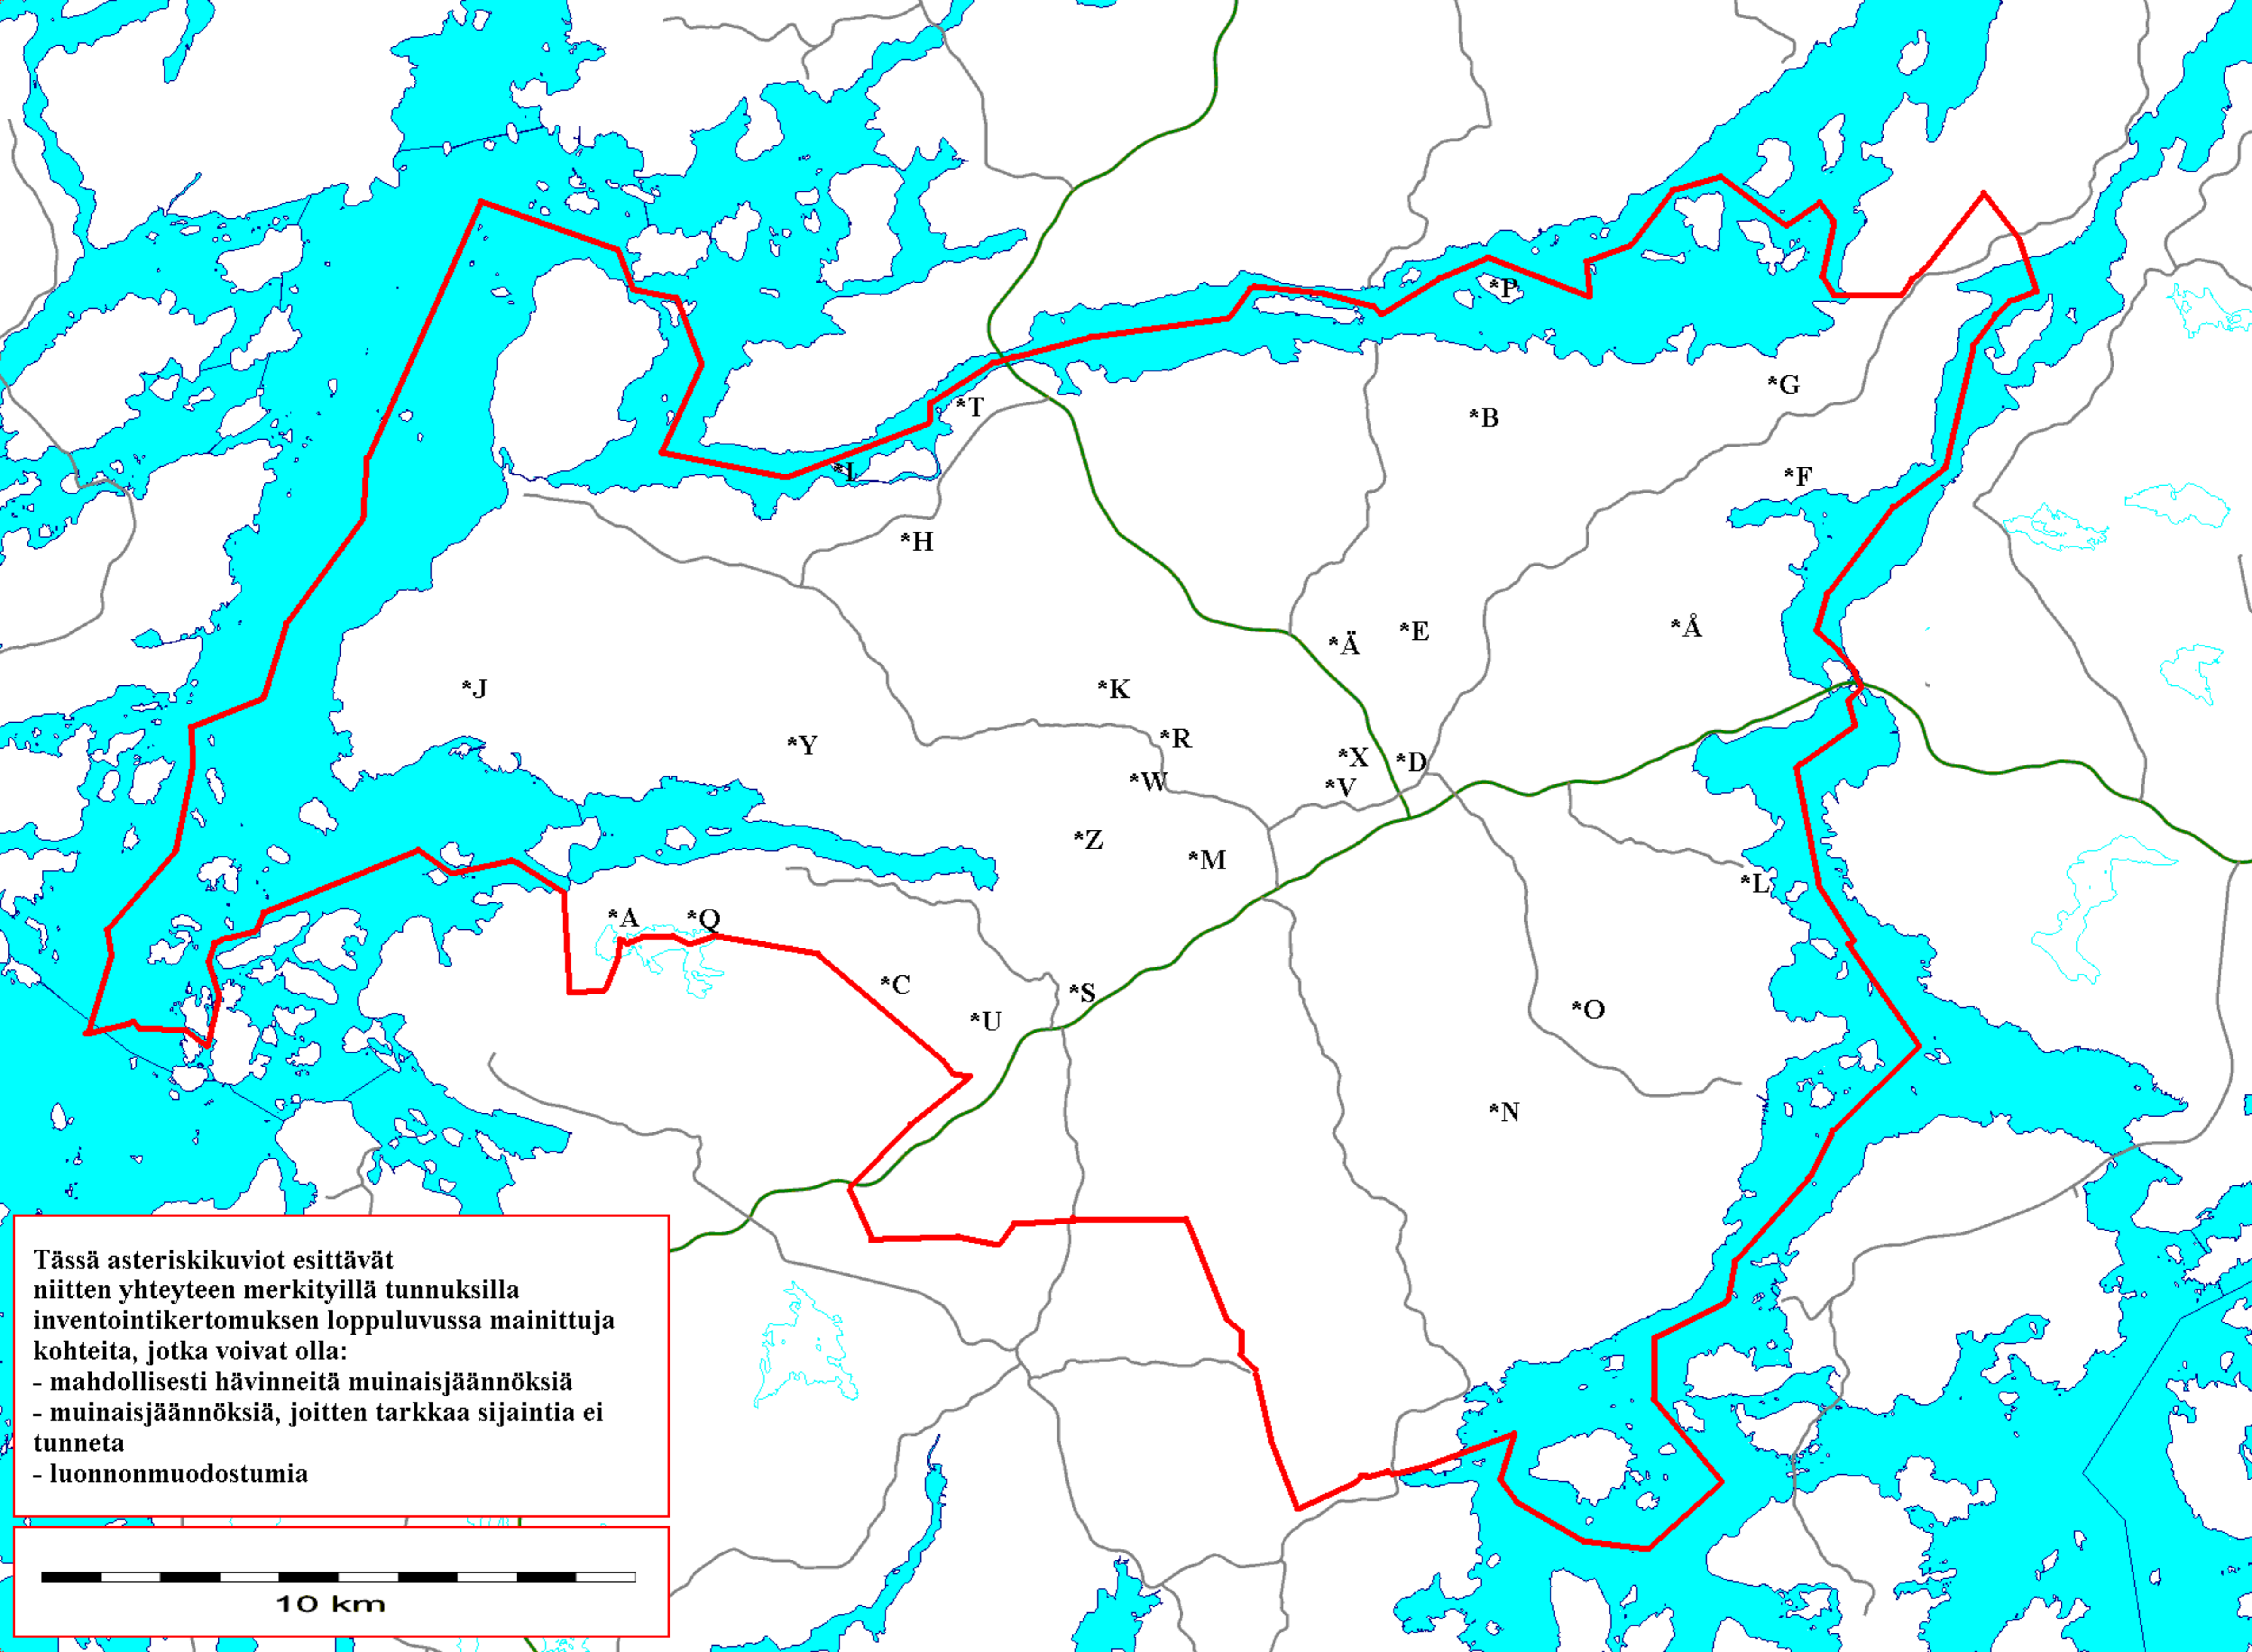 *P
*G
*T
*B
*I
*F
*H
*Å
*E
*Ä
*J
*K
*R
*Y
*X
*D
*W
*V
*Z
*M
*L
*A
*Q
*C
*S
*O
*U
*N
Tässä asteriskikuviot esittävät
niitten yhteyteen merkityillä tunnuksilla
inventointikertomuksen loppuluvussa mainittuja
kohteita, jotka voivat olla:
- mahdollisesti hävinneitä muinaisjäännöksiä
- muinaisjäännöksiä, joitten tarkkaa sijaintia ei
tunneta
- luonnonmuodostumia
10 km